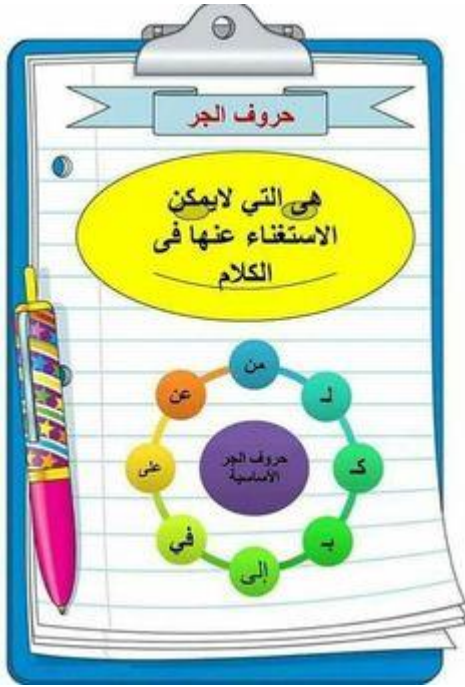 حروف الجر
هى التي لايمكن
الاستغناء عنها فى
الكلام
من
لـ
كـ
بـ
إلى
في
على
عن
حروف الجر
الأساسية